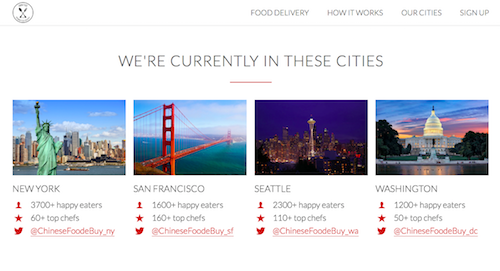 FOOD DELIVERY HOW IT WORKS OUR CITIES SIGN UP
WE'RE CURRENTLY IN THESE CITIES
NEW YORK
3700+ happy eaters
60+ top chefs
@ChineseFoodeBuy_ny
SAN FRANCISCO
1600+ happy eaters
160+ top chefs
@ChineseFoodeBuy_sf
SEATTLE
2300+ happy eaters
110+ top chefs
@ChineseFoodeBuy_wa
WASHINGTON
1200+ happy eaters
50+ top chefs
@ChineseFoodeBuy_dc